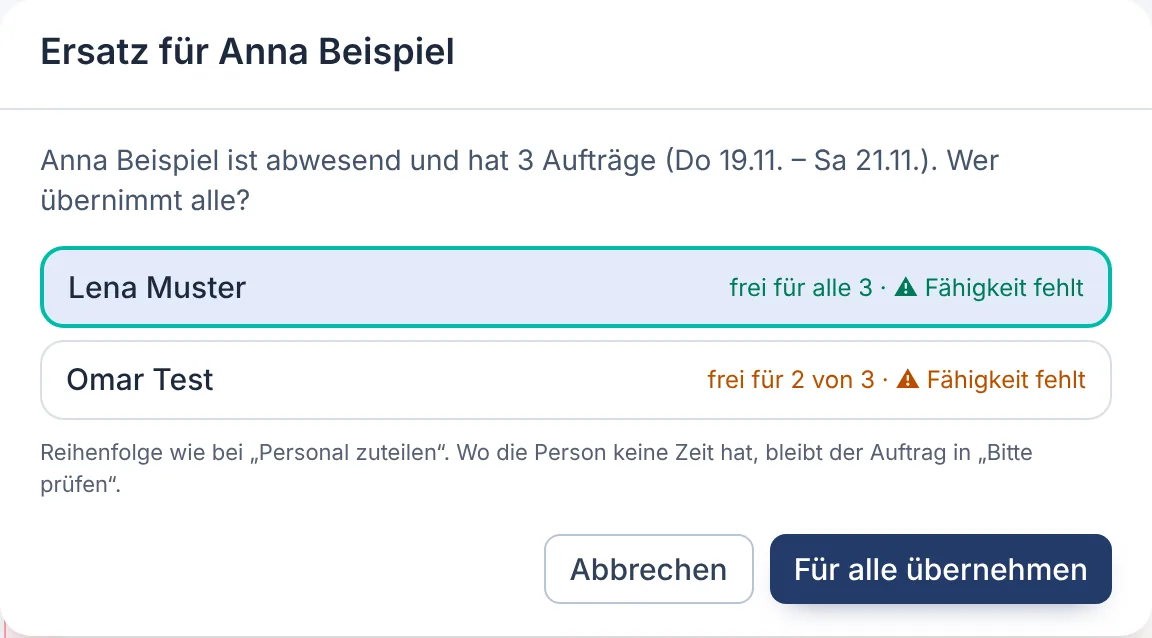 Ersatz für Anna Beispiel
Anna Beispiel ist abwesend und hat 3 Aufträge (Do 19.11. – Sa 21.11.). Wer
übernimmt alle?
Lena Muster frei für alle 3 · ⚠ Fähigkeit fehlt
Omar Test frei für 2 von 3 · ⚠ Fähigkeit fehlt
Reihenfolge wie bei „Personal zuteilen“. Wo die Person keine Zeit hat, bleibt der Auftrag in „Bitte
prüfen“.
Abbrechen Für alle übernehmen